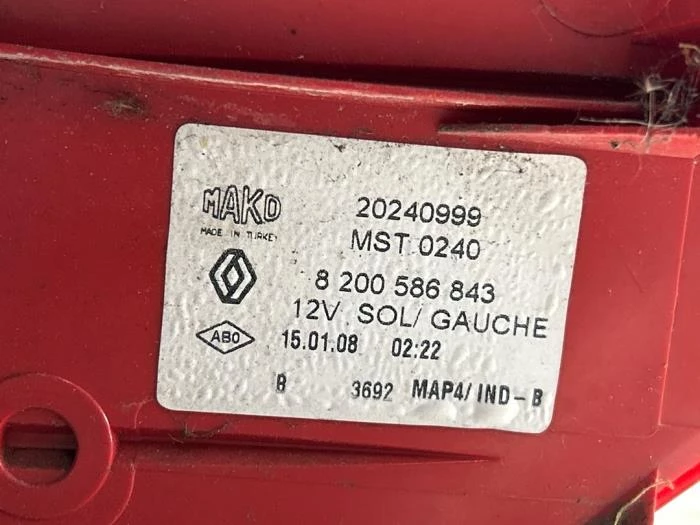 MAKO
MADE IN TURKEY
20240999
MST 0240
8 200 586 843
12V SOL/ GAUCHE
ABO
15.01.08 02:22
B 3692 MAP4/ IND-B